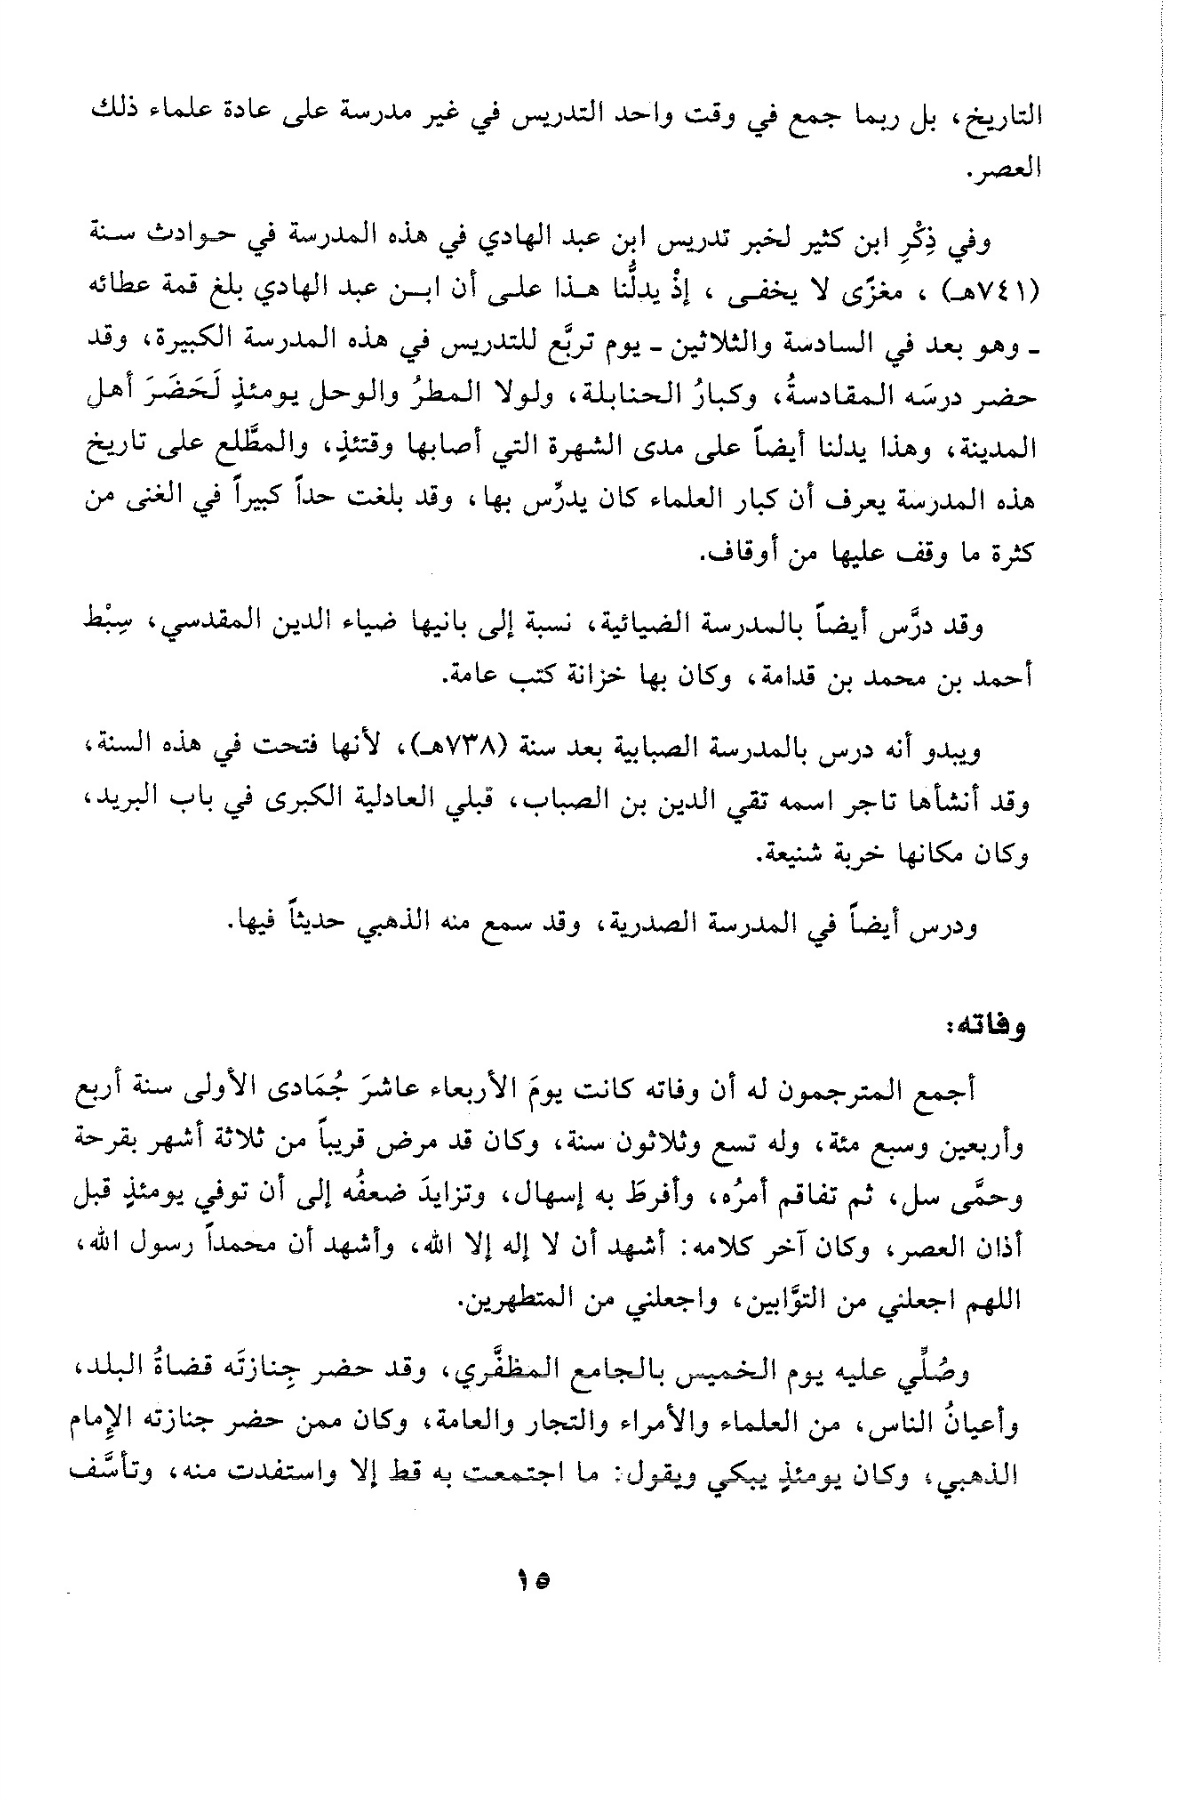 التاريخ، بل ربما جمع في وقت واحد التدريس في غير مدرسة على عادة علماء ذلك
العصر.
وفي ذِكْرِ ابن كثير لخبر تدريس ابن عبد الهادي في هذه المدرسة في حوادث سنة
(٧٤١هـ) ، مغزًى لا يخفى ، إذْ يدلُّنا هذا على أن ابن عبد الهادي بلغ قمة عطائه
ـ وهو بعد في السادسة والثلاثين ـ يوم تربَّع للتدريس في هذه المدرسة الكبيرة، وقد
حضر درسَه المقادسةُ، وكبارُ الحنابلة، ولولا المطرُ والوحل يومئذٍ لَحَضَرَ أهل
المدينة، وهذا يدلنا أيضاً على مدى الشهرة التي أصابها وقتئذٍ، والمطَّلع على تاريخ
هذه المدرسة يعرف أن كبار العلماء كان يدرِّس بها، وقد بلغت حداً كبيراً في الغنى من
كثرة ما وقف عليها من أوقاف.
وقد درَّس أيضاً بالمدرسة الضيائية، نسبة إلى بانيها ضياء الدين المقدسي، سِبْط
أحمد بن محمد بن قدامة، وكان بها خزانة كتب عامة.
ويبدو أنه درس بالمدرسة الصبابية بعد سنة (٧٣٨هـ)، لأنها فتحت في هذه السنة،
وقد أنشأها تاجر اسمه تقي الدين بن الصباب، قبلي العادلية الكبرى في باب البريد،
وكان مكانها خربة شنيعة.
ودرس أيضاً في المدرسة الصدرية، وقد سمع منه الذهبي حديثاً فيها.
وفاته:
أجمع المترجمون له أن وفاته كانت يومَ الأربعاء عاشرَ جُمَادى الأولى سنة أربع
وأربعين وسبع مئة، وله تسع وثلاثون سنة، وكان قد مرض قريباً من ثلاثة أشهر بقرحة
وحمَّى سل، ثم تفاقم أمرُه، وأفرطَ به إسهال، وتزايدَ ضعفُه إلى أن توفي يومئذٍ قبل
أذان العصر، وكان آخر كلامه: أشهد أن لا إله إلا الله، وأشهد أن محمداً رسول الله،
اللهم اجعلني من التوَّابين، واجعلني من المتطهرين.
وصُلِّي عليه يوم الخميس بالجامع المظفَّري، وقد حضر جِنازتَه قضاةُ البلد،
وأعيانُ الناس، من العلماء والأمراء والتجار والعامة، وكان ممن حضر جنازته الإمام
الذهبي، وكان يومئذٍ يبكي ويقول: ما اجتمعت به قط إلا واستفدت منه، وتأسَّف
١٥